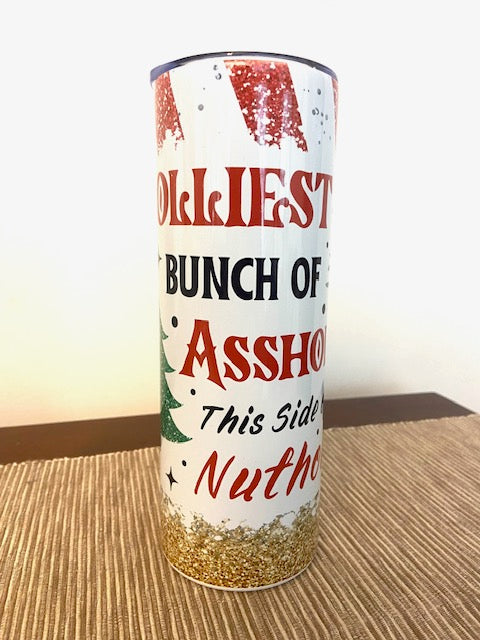 OLLIEST
BUNCH OF
ASSHO
This Side
Nutho